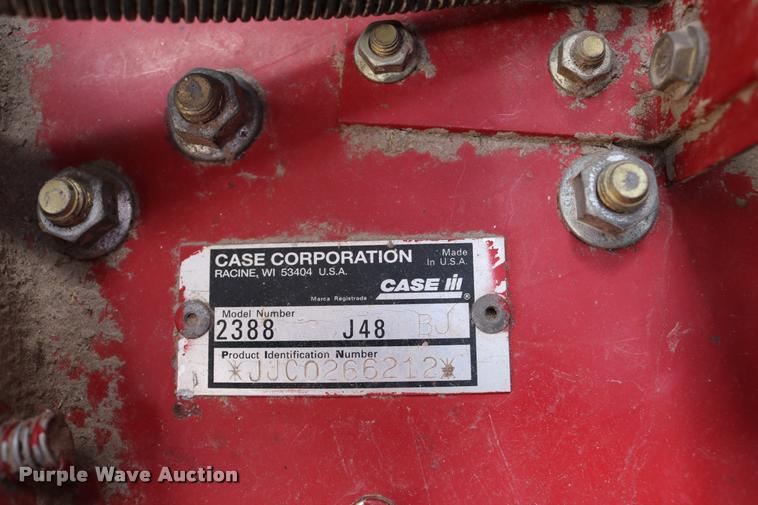 CASE CORPORATION
RACINE, WI 53404 U.S.A.
Made
In U.S.A.
CASE III
Marca Registrada ®
Model Number
2388 J48 BJ
Product Identification Number
*JJC0266212*
Purple Wave Auction